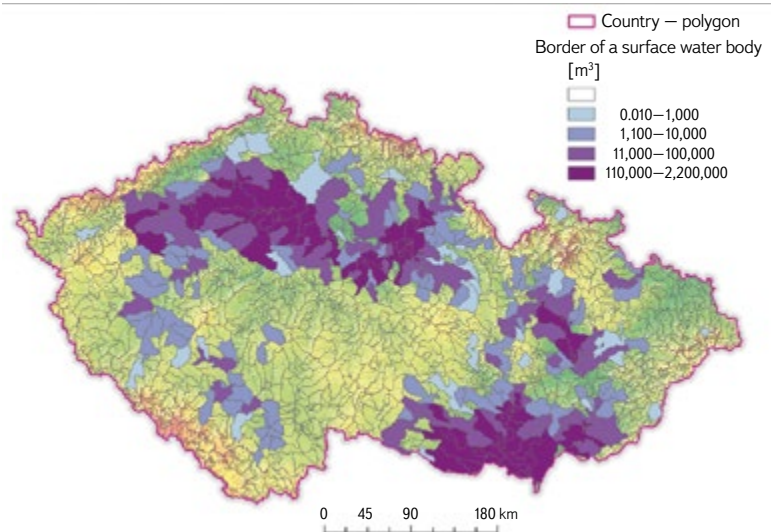 Country — polygon
Border of a surface water body
[m³]
0.010—1,000
1,100—10,000
11,000—100,000
110,000—2,200,000
0 45 90 180 km